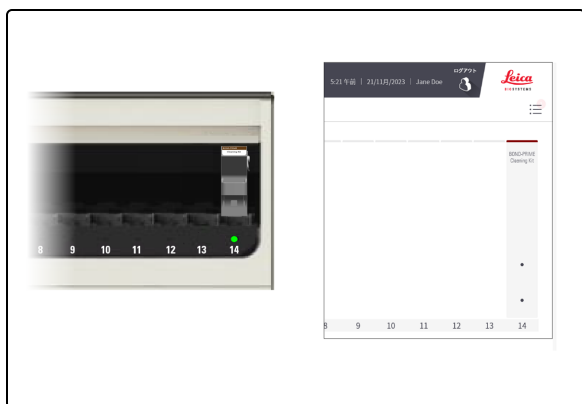 ログアウト
5:21 午前 | 21/11月/2023 | Jane Doe
Leica
BIOSYSTEMS
BOND-PRIME
Cleaning Kit
8 9 10 11 12 13 14
8 9 10 11 12 13 14